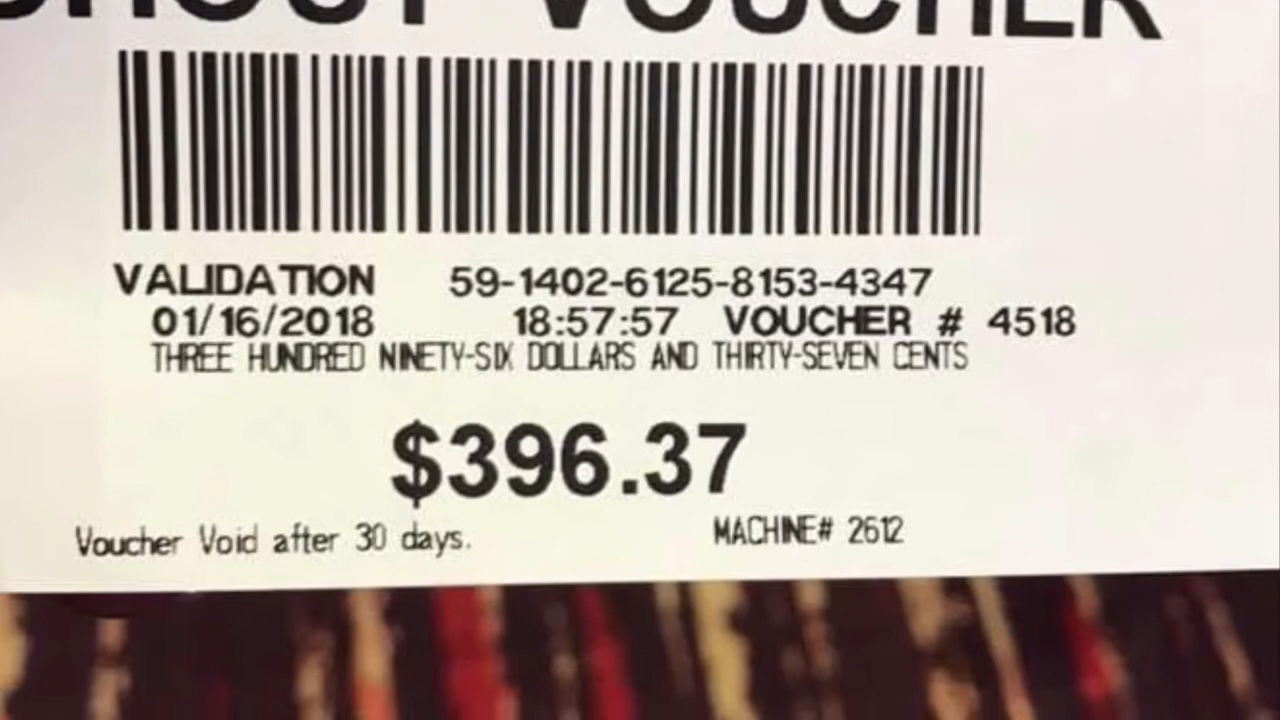 VOUCHER
VALIDATION 59-1402-6125-8153-4347
01/16/2018 18:57:57 VOUCHER # 4518
THREE HUNDRED NINETY-SIX DOLLARS AND THIRTY-SEVEN CENTS
$396.37
Voucher Void after 30 days. MACHINE# 2612